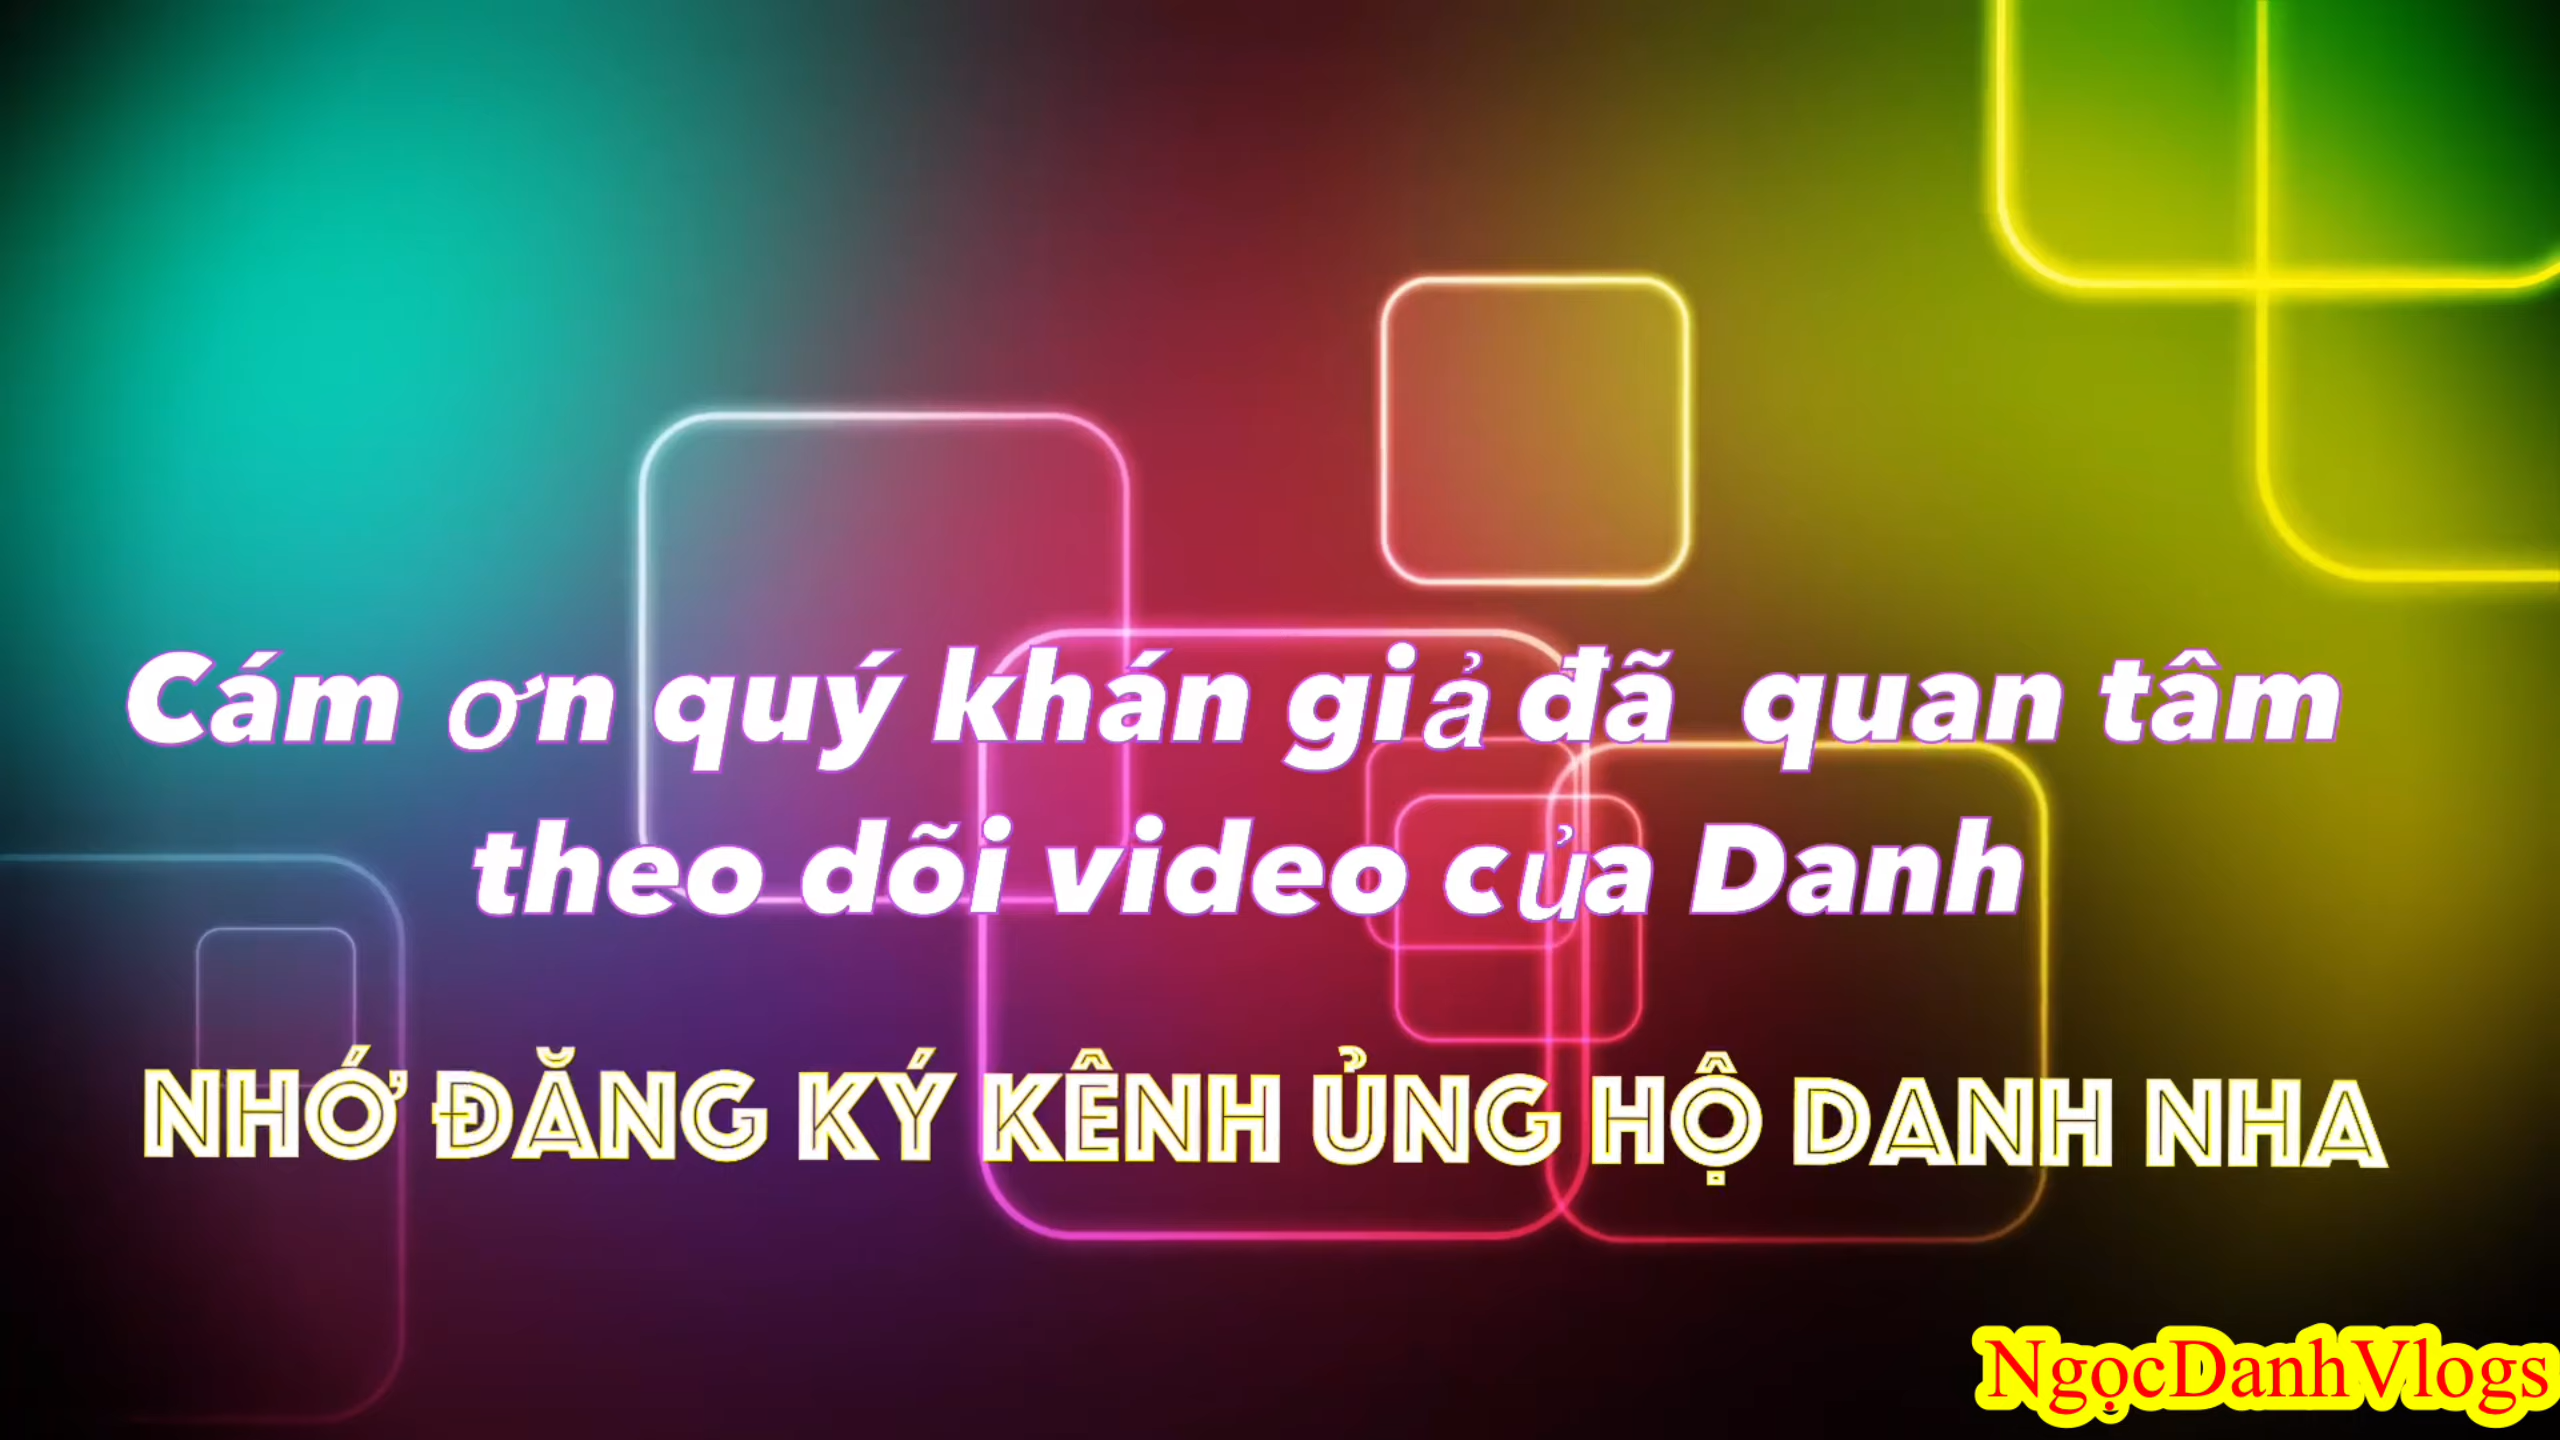 Cám ơn quý khán giả đã quan tâm
theo dõi video của Danh
NHỚ ĐĂNG KÝ KÊNH ỦNG HỘ DANH NHA
NgọcDanhVlogs